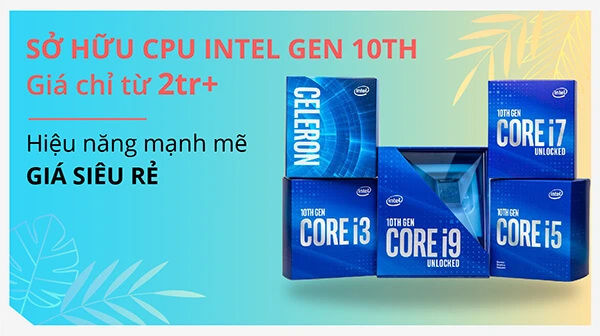 SỞ HỮU CPU INTEL GEN 10TH
Giá chỉ từ 2tr+
Hiệu năng mạnh mẽ
GIÁ SIÊU RẺ
intel
CELERON
intel
10TH GEN
CORE i7
UNLOCKED
intel
10TH GEN
CORE i3
intel
10TH GEN
CORE i9
UNLOCKED
intel
10TH GEN
CORE i5